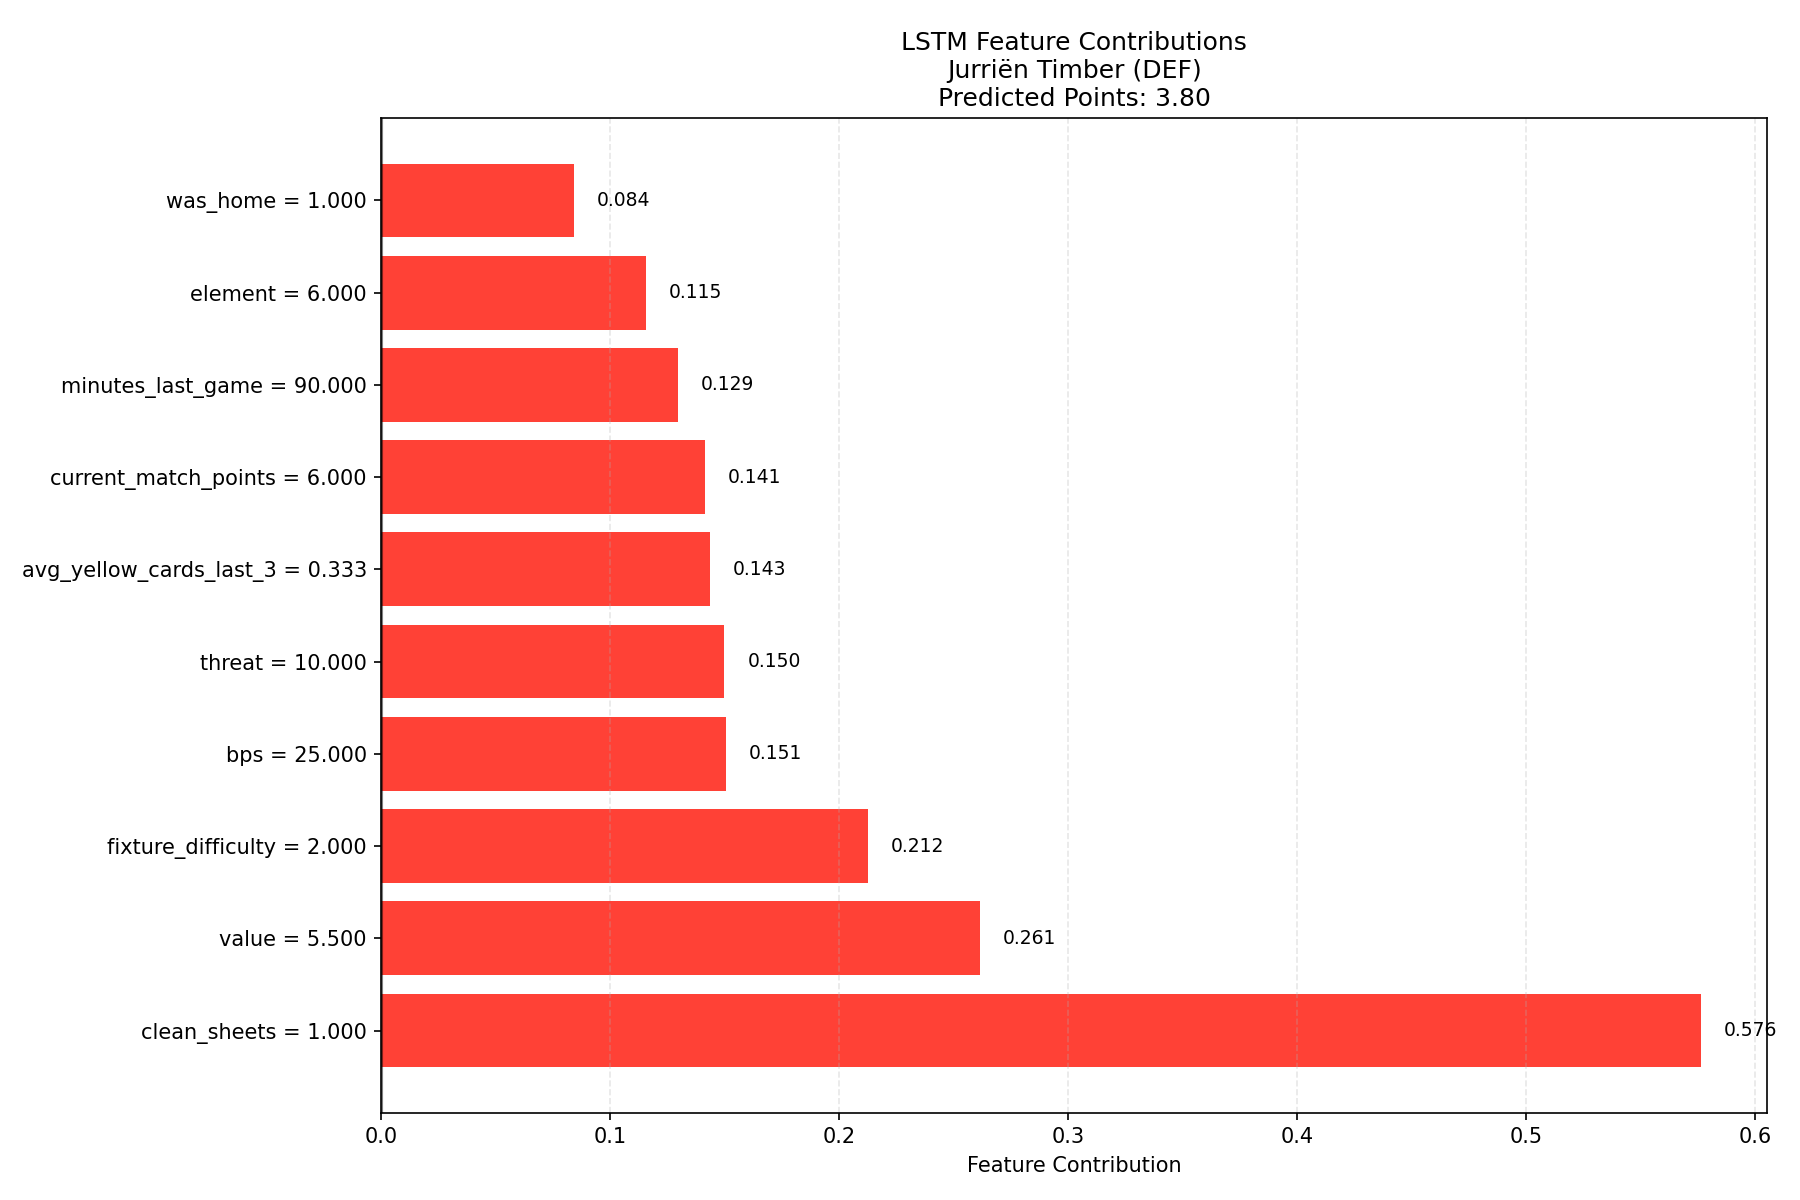 LSTM Feature Contributions
Jurriën Timber (DEF)
Predicted Points: 3.80
was_home = 1.000
0.084
element = 6.000
0.115
minutes_last_game = 90.000
0.129
current_match_points = 6.000
0.141
avg_yellow_cards_last_3 = 0.333
0.143
threat = 10.000
0.150
bps = 25.000
0.151
fixture_difficulty = 2.000
0.212
value = 5.500
0.261
clean_sheets = 1.000
0.576
0.0 0.1 0.2 0.3 0.4 0.5 0.6
Feature Contribution